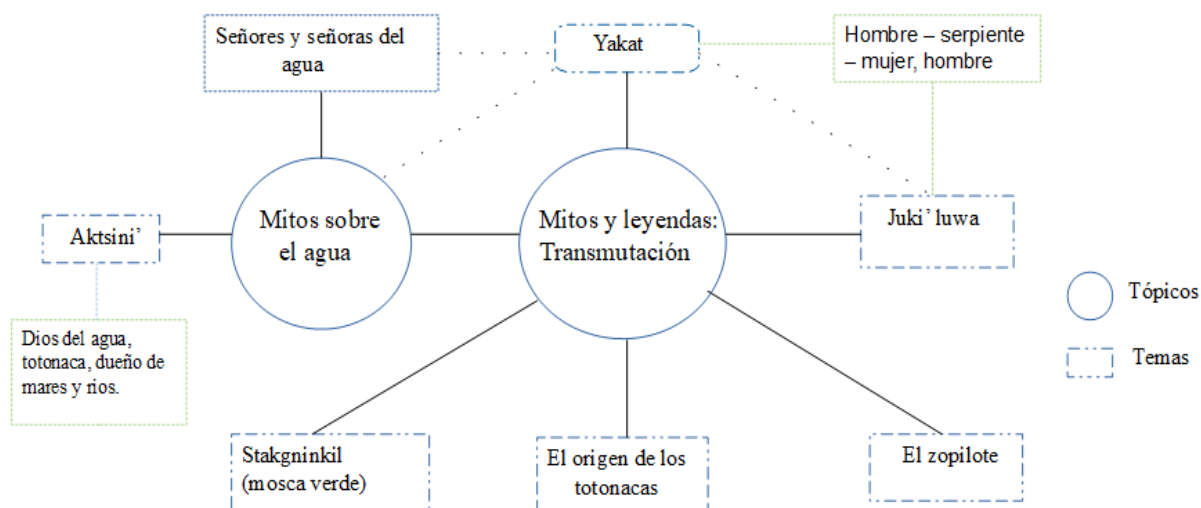 Señores y señoras del
agua
Yakat
Hombre – serpiente
– mujer, hombre
Aktsini’
Mitos sobre
el agua
Mitos y leyendas:
Transmutación
Juki’ luwa
Dios del agua,
totonaca, dueño de
mares y rios.
Tópicos
Temas
Stakgninkil
(mosca verde)
El origen de los
totonacas
El zopilote